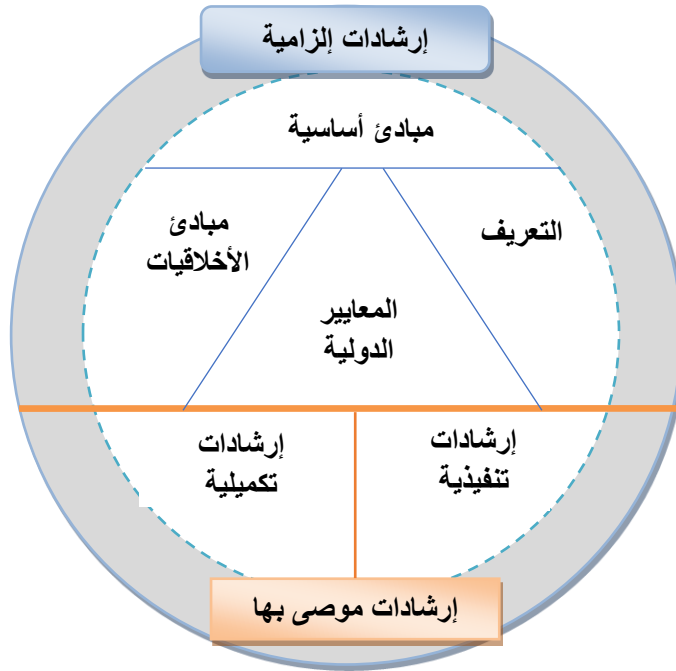 إرشادات إلزامية
مبادئ أساسية
التعريف
مبادئ
الأخلاقيات
المعايير
الدولية
إرشادات
تنفيذية
إرشادات
تكميلية
إرشادات موصى بها